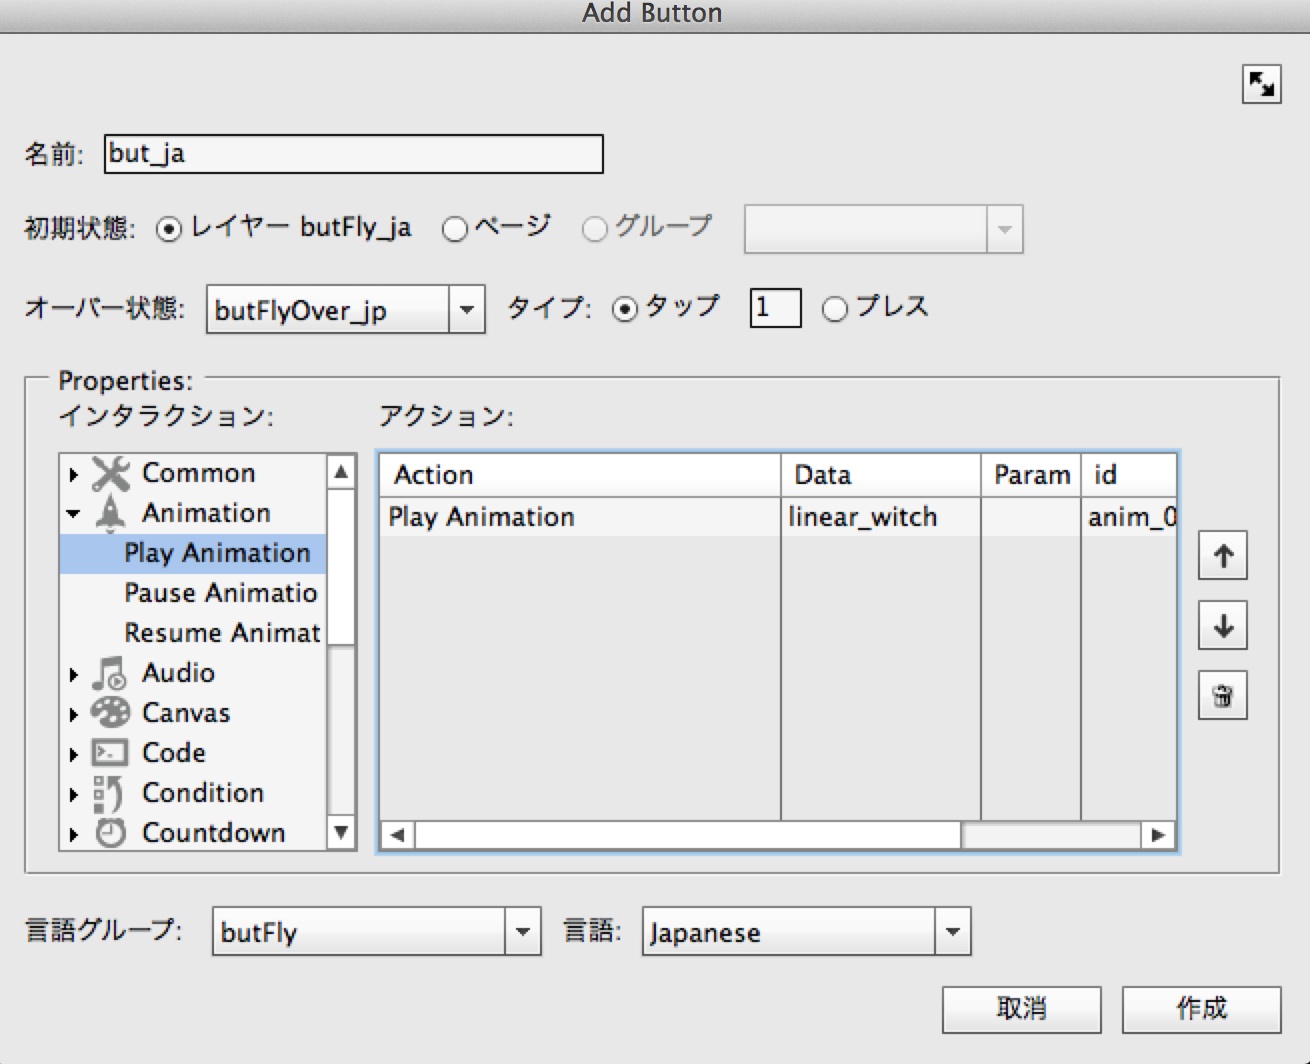 Add Button
名前: but_ja
初期状態: レイヤー butFly_ja ページ グループ
オーバー状態: butFlyOver_jp タイプ: タップ 1 プレス
Properties:
インタラクション: アクション:
Common
Animation
Play Animation
Pause Animatio
Resume Animat
Audio
Canvas
Code
Condition
Countdown
Action Data Param id
Play Animation linear_witch anim_0
言語グループ: butFly 言語: Japanese
取消 作成